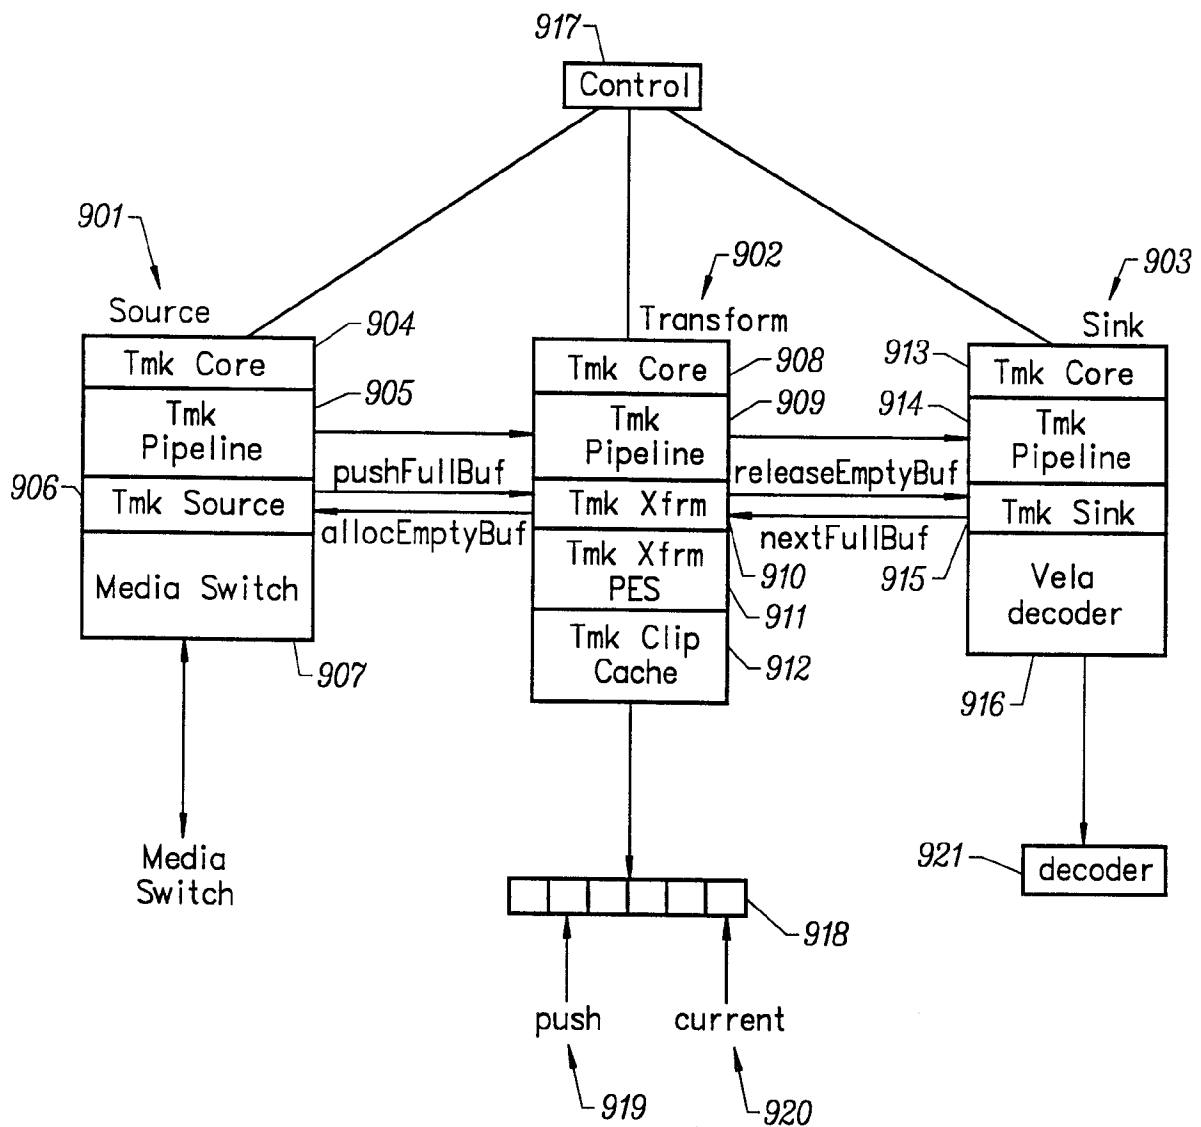 917
Control
901
902
903
Source
Transform
Sink
904
908
913
Tmk Core
Tmk Core
Tmk Core
905
909
914
Tmk
Pipeline
Tmk
Pipeline
Tmk
Pipeline
906
pushFullBuf
releaseEmptyBuf
Tmk Source
Tmk Xfrm
Tmk Sink
allocEmptyBuf
nextFullBuf
910
915
Media Switch
Tmk Xfrm
PES
Vela
decoder
911
907
Tmk Clip
Cache
912
916
Media
Switch
921
decoder
918
push
current
919
920